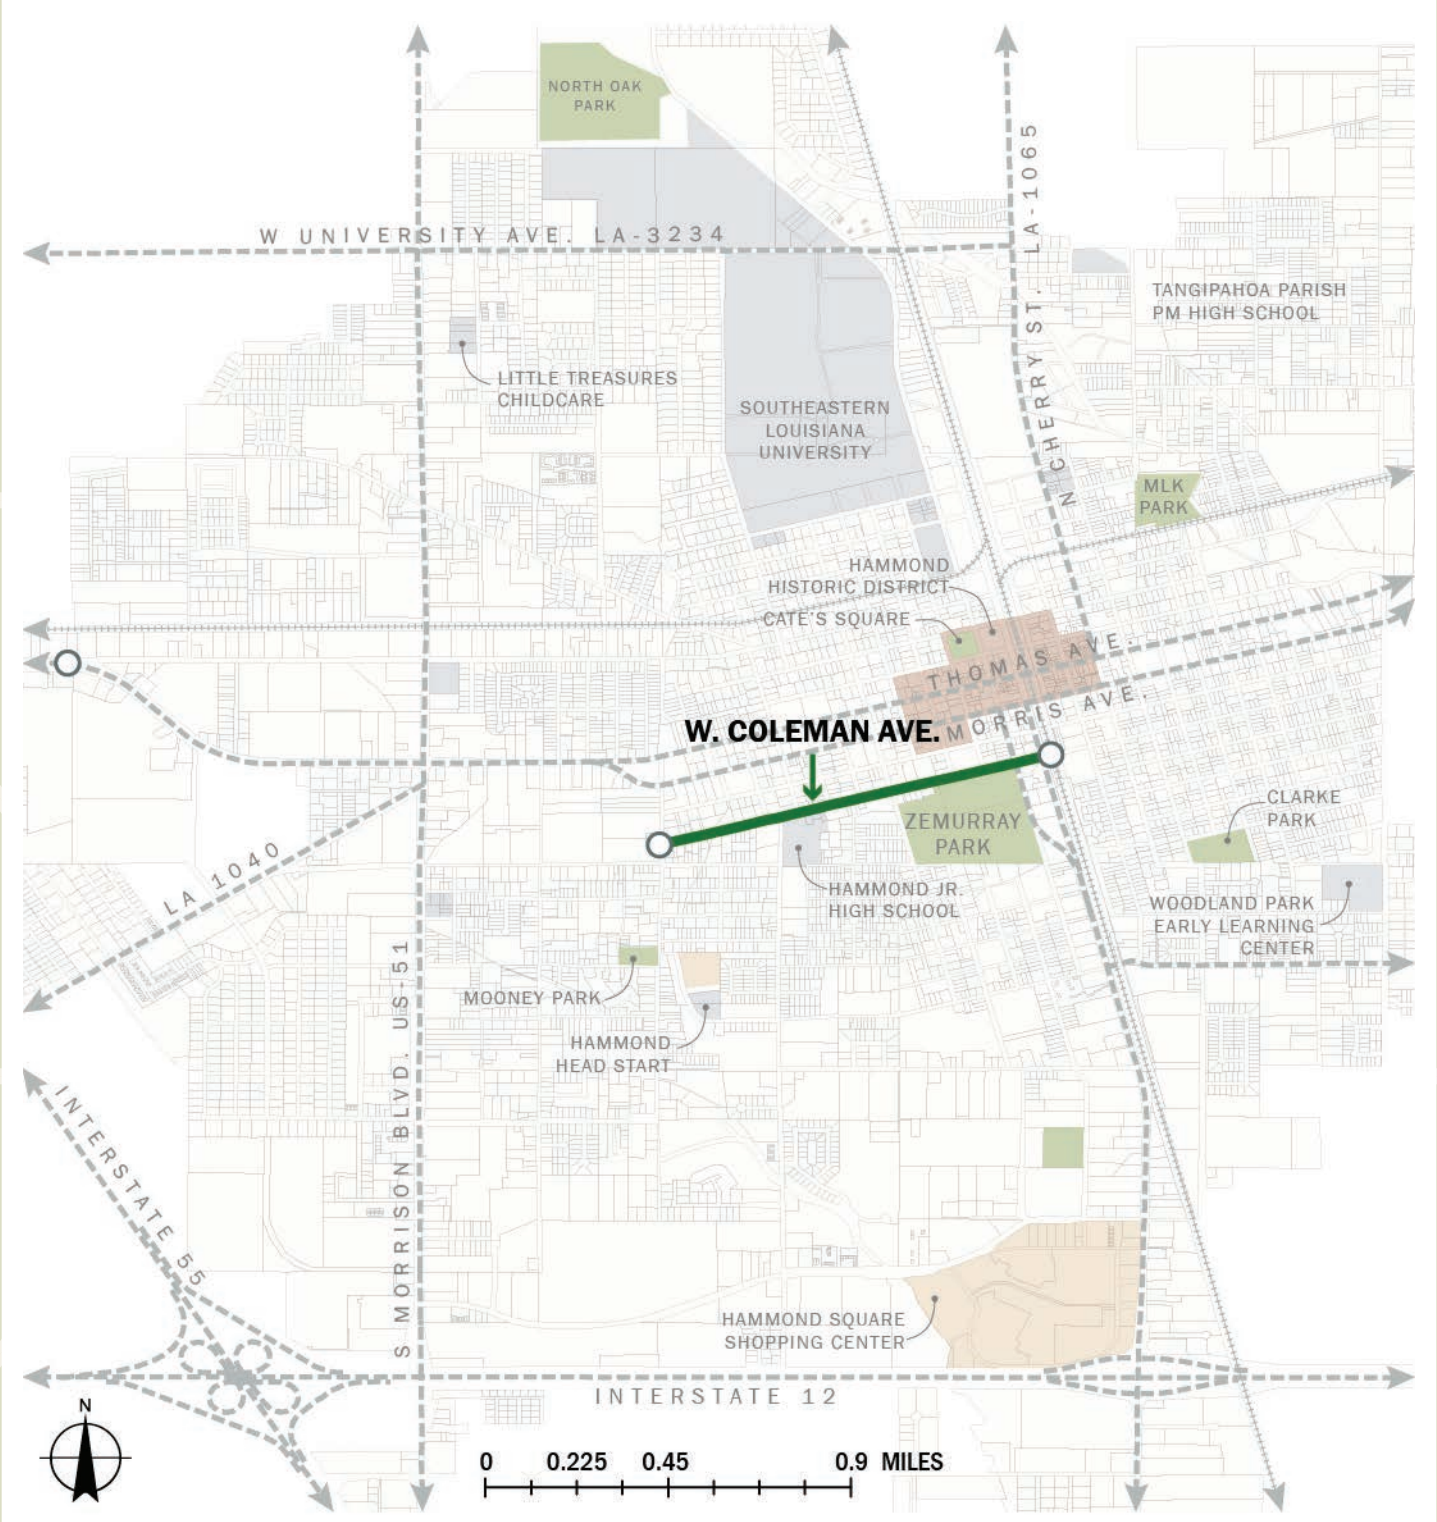 NORTH OAK
PARK
N CHERRY ST. LA-1065
W UNIVERSITY AVE. LA-3234
TANGIPAHOA PARISH
PM HIGH SCHOOL
LITTLE TREASURES
CHILDCARE
SOUTHEASTERN
LOUISIANA
UNIVERSITY
MLK
PARK
HAMMOND
HISTORIC DISTRICT
CATE'S SQUARE
THOMAS AVE.
MORRIS AVE.
W. COLEMAN AVE.
ZEMURRAY
PARK
CLARKE
PARK
LA 1040
HAMMOND JR.
HIGH SCHOOL
WOODLAND PARK
EARLY LEARNING
CENTER
MOONEY PARK
HAMMOND
HEAD START
S MORRISON BLVD. US-51
INTERSTATE 55
HAMMOND SQUARE
SHOPPING CENTER
INTERSTATE 12
N
0 0.225 0.45 0.9 MILES